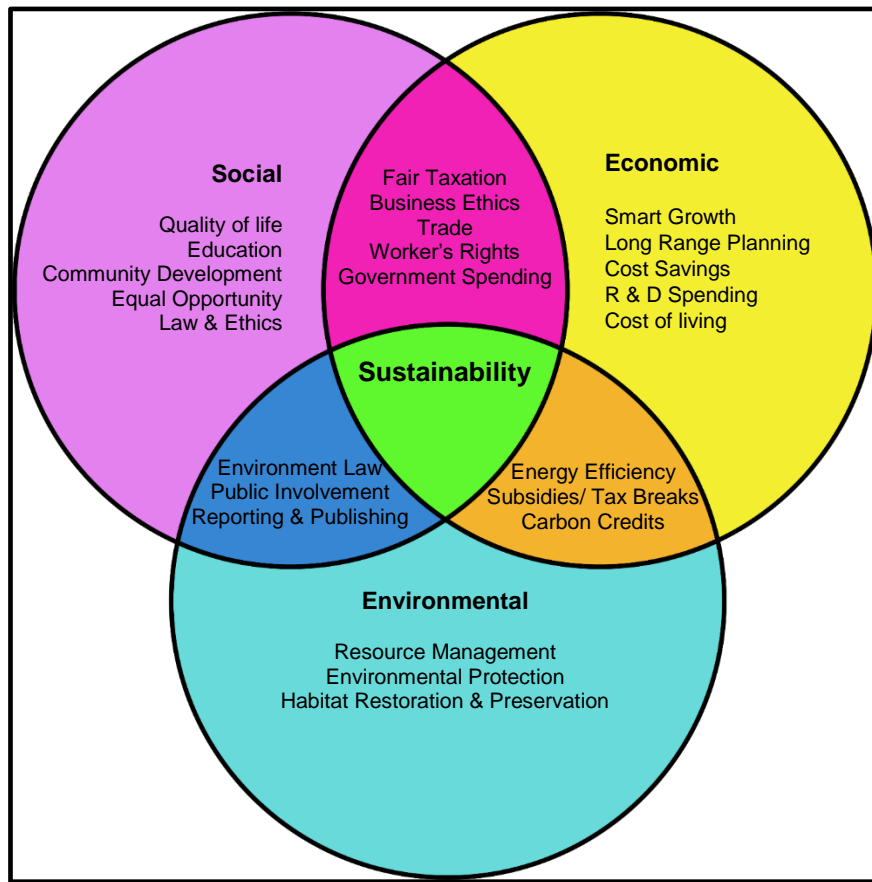 Social
Quality of life
Education
Community Development
Equal Opportunity
Law & Ethics
Fair Taxation
Business Ethics
Trade
Worker's Rights
Government Spending
Economic
Smart Growth
Long Range Planning
Cost Savings
R & D Spending
Cost of living
Sustainability
Environment Law
Public Involvement
Reporting & Publishing
Energy Efficiency
Subsidies/ Tax Breaks
Carbon Credits
Environmental
Resource Management
Environmental Protection
Habitat Restoration & Preservation